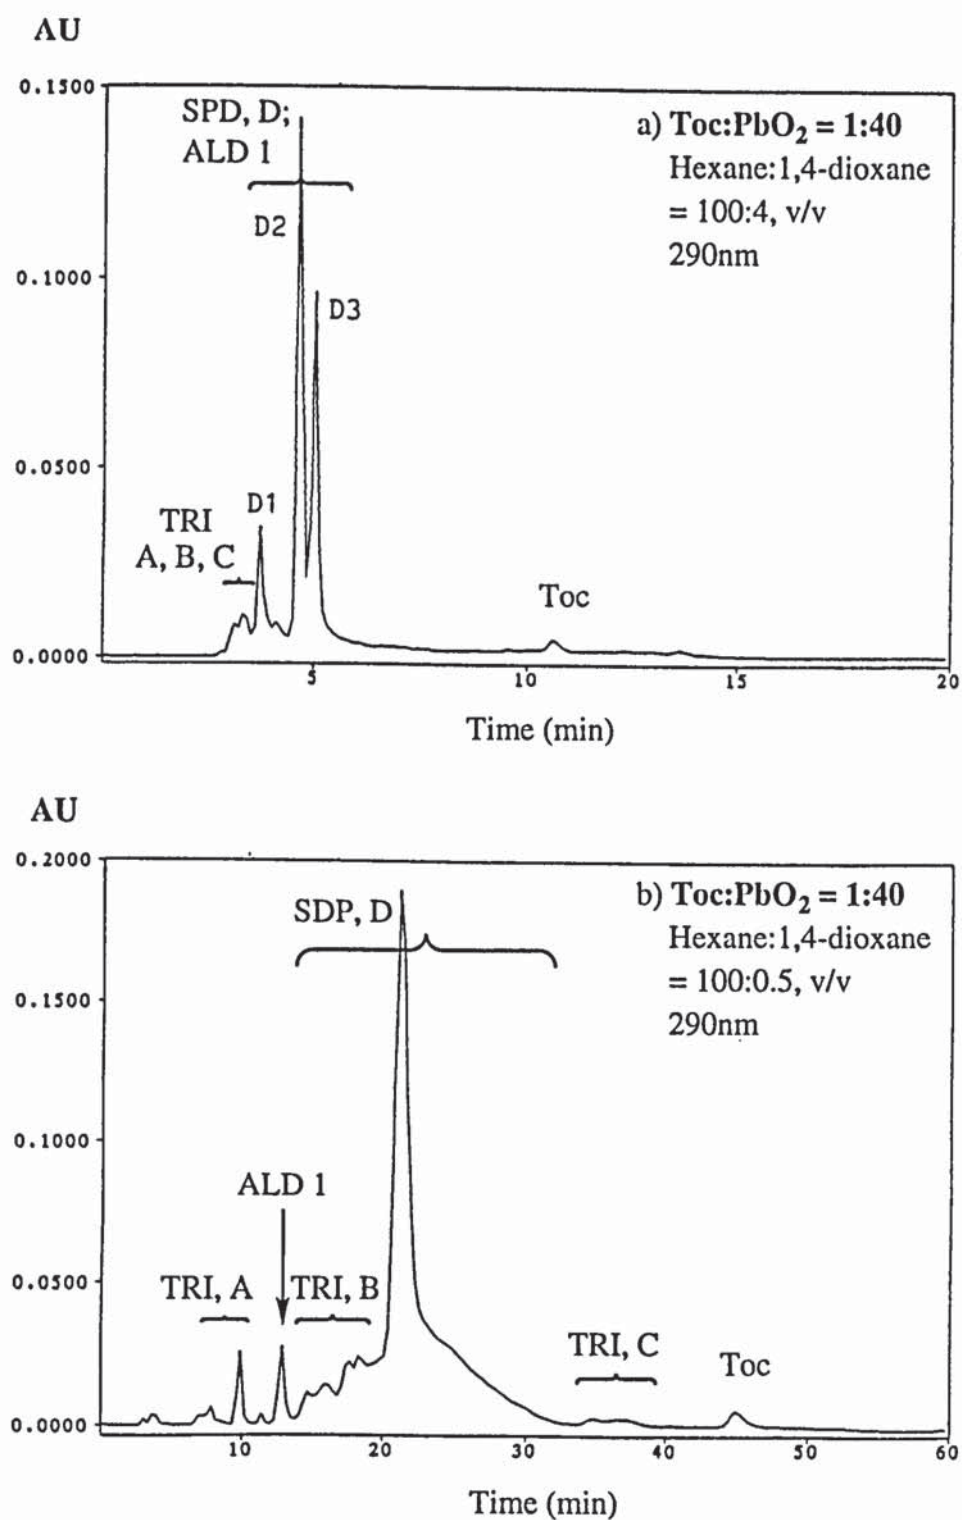 AU
0.1500
SPD, D;
ALD 1
a) Toc:PbO₂ = 1:40
Hexane:1,4-dioxane
= 100:4, v/v
290nm
D2
0.1000
D3
0.0500
D1
TRI
A, B, C
Toc
0.0000
5 10 15 20
Time (min)
AU
0.2000
SDP, D
b) Toc:PbO₂ = 1:40
Hexane:1,4-dioxane
= 100:0.5, v/v
290nm
0.1500
0.1000
ALD 1
0.0500
TRI, A TRI, B
TRI, C
Toc
0.0000
10 20 30 40 50 60
Time (min)